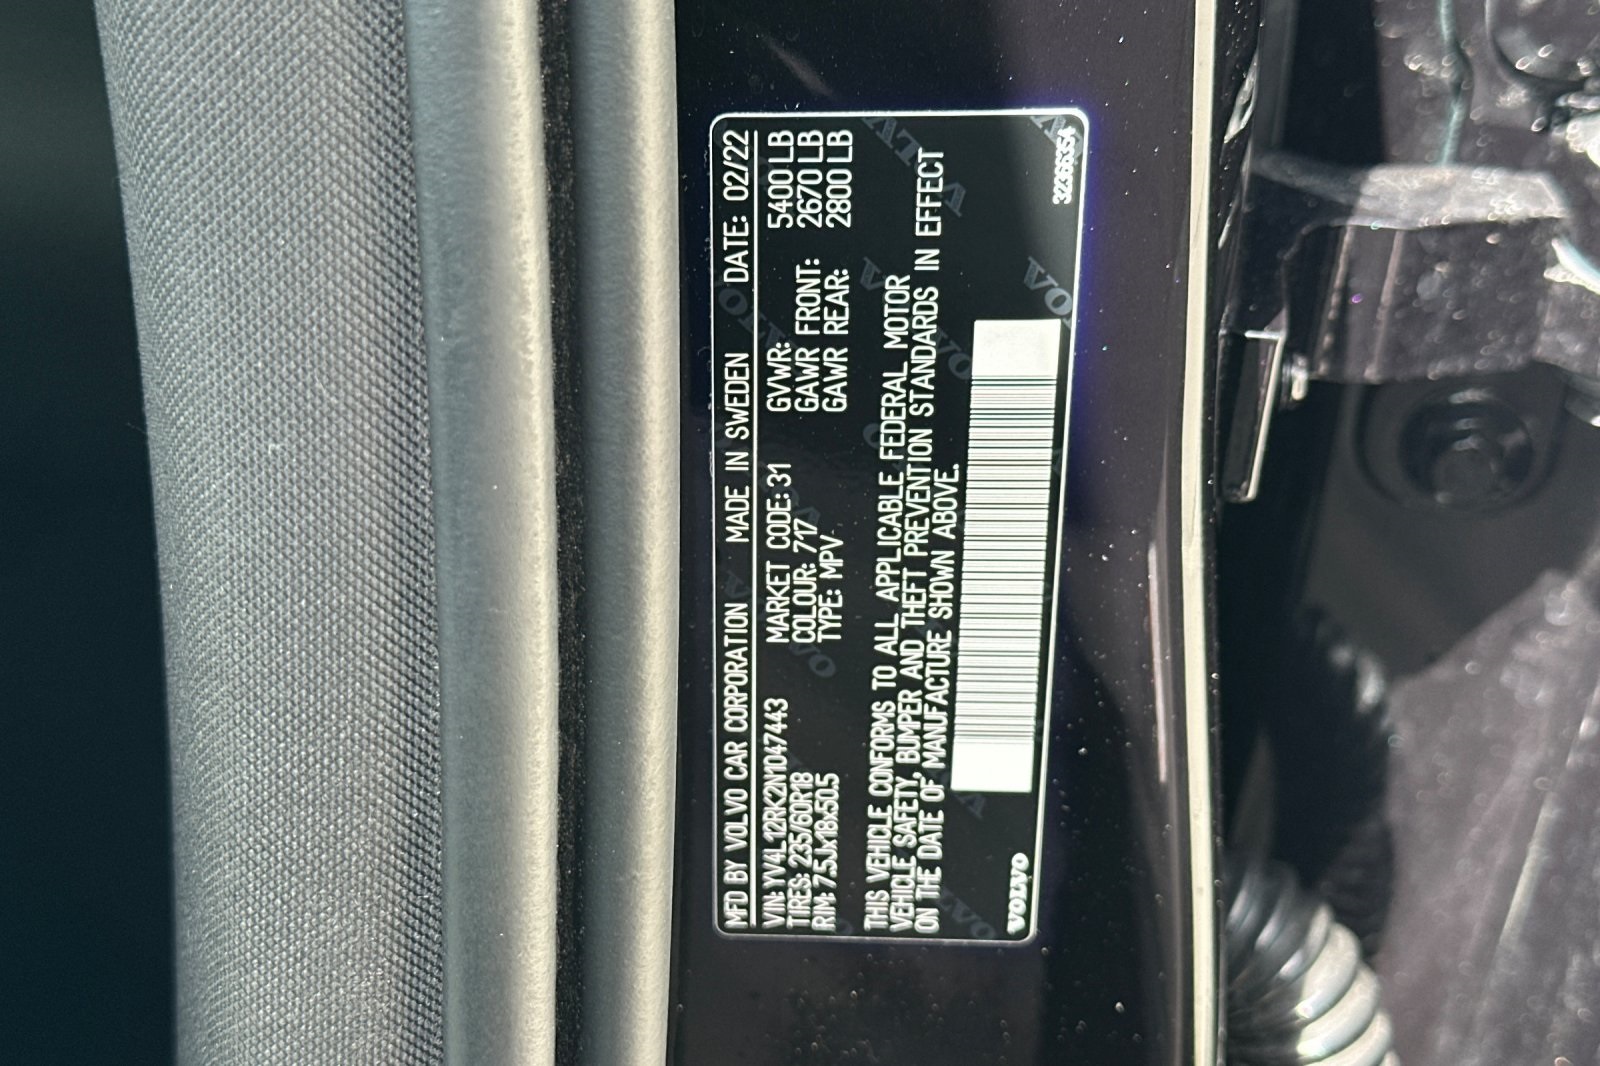 MFD BY VOLVO CAR CORPORATION MADE IN SWEDEN DATE: 02/22
VIN: YV4L12RK2N1047443 MARKET CODE: 31 GVWR: 5400 LB
TIRES: 235/60R18 COLOUR: 717 GAWR FRONT: 2670 LB
RIM: 7.5Jx18x50.5 TYPE: MPV GAWR REAR: 2800 LB
THIS VEHICLE CONFORMS TO ALL APPLICABLE FEDERAL MOTOR
VEHICLE SAFETY, BUMPER AND THEFT PREVENTION STANDARDS IN EFFECT
ON THE DATE OF MANUFACTURE SHOWN ABOVE.
VOLVO 32366354